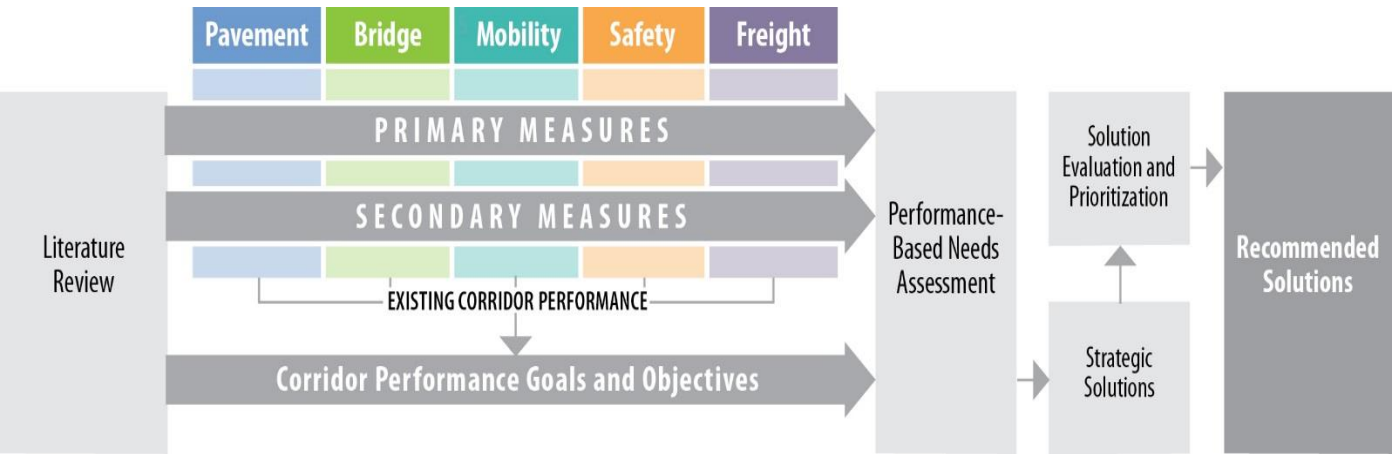 Pavement Bridge Mobility Safety Freight
PRIMARY MEASURES
SECONDARY MEASURES
Literature
Review
EXISTING CORRIDOR PERFORMANCE
Corridor Performance Goals and Objectives
Performance-
Based Needs
Assessment
Strategic
Solutions
Solution
Evaluation and
Prioritization
Recommended
Solutions